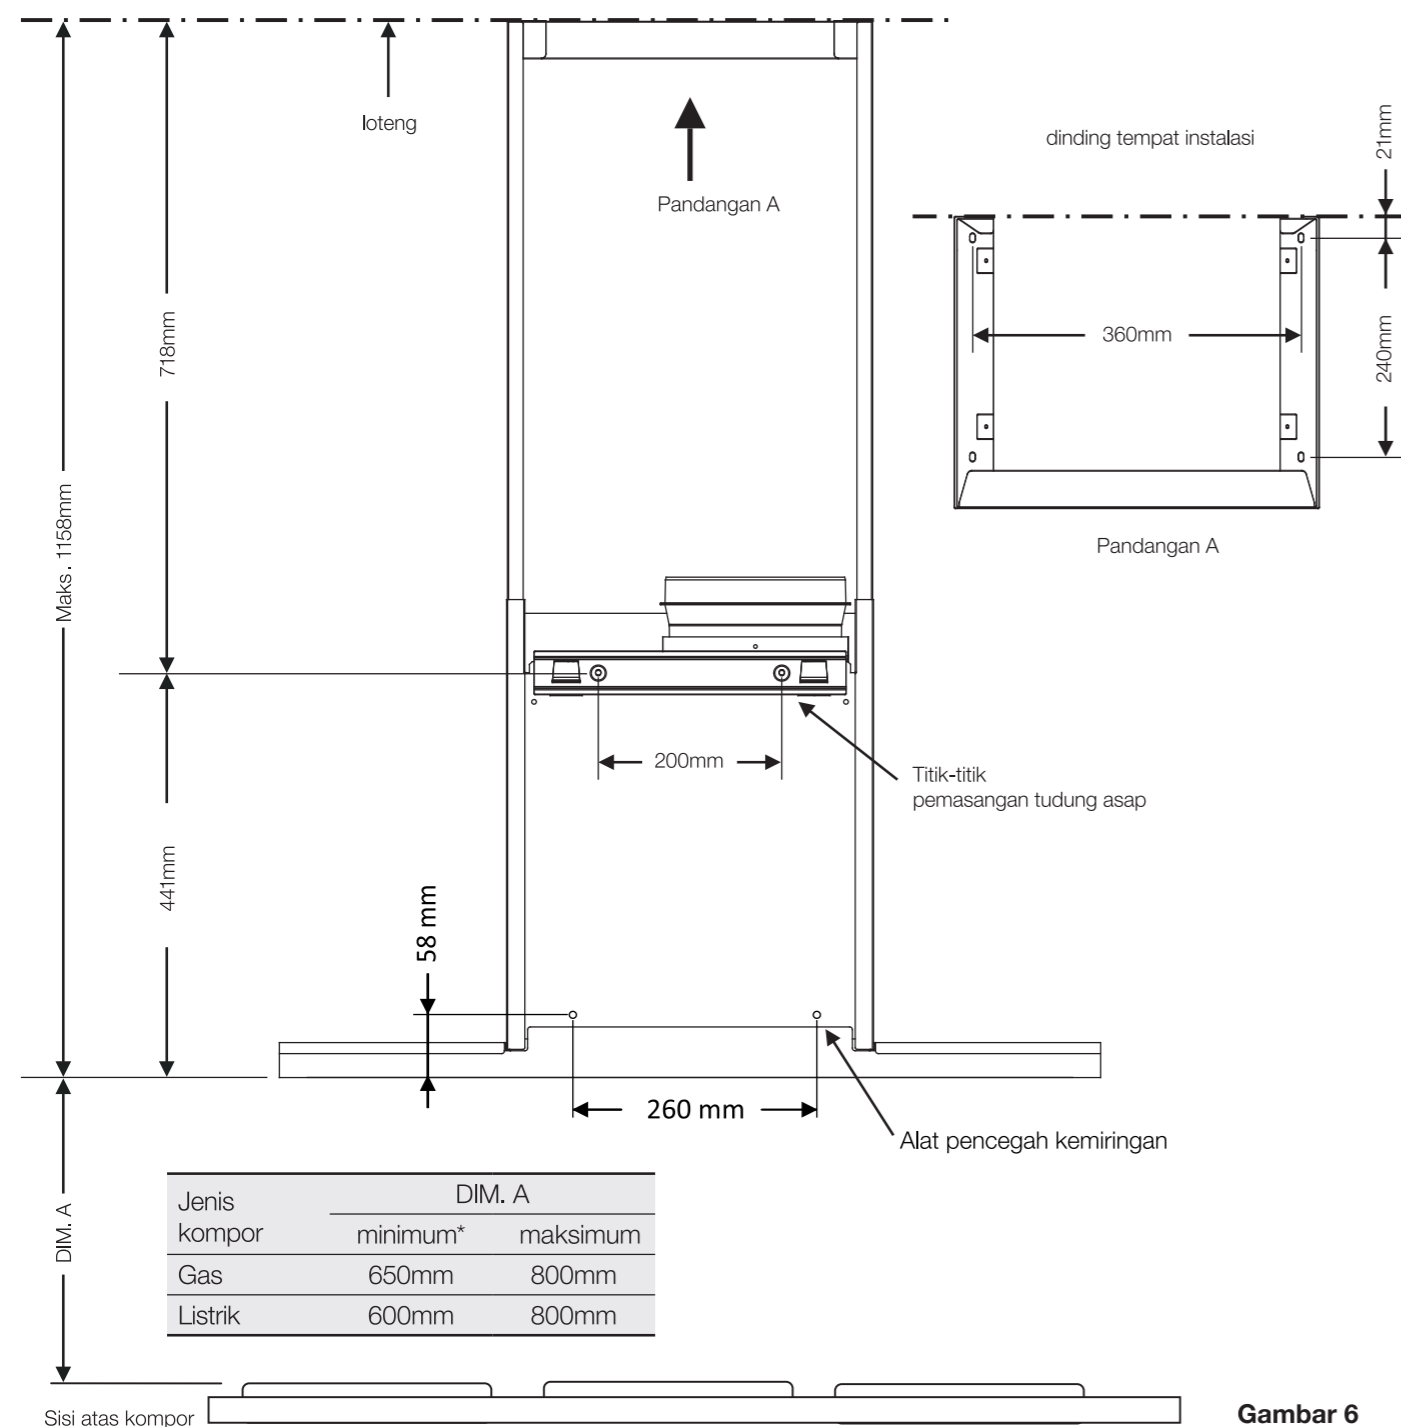 loteng
Pandangan A
dinding tempat instalasi
21mm
718mm
360mm
240mm
Maks. 1158mm
Pandangan A
200mm
Titik-titik
pemasangan tudung asap
441mm
58 mm
260 mm
Alat pencegah kemiringan
DIM. A
Jenis
kompor
DIM. A
minimum* maksimum
Gas 650mm 800mm
Listrik 600mm 800mm
Sisi atas kompor
Gambar 6